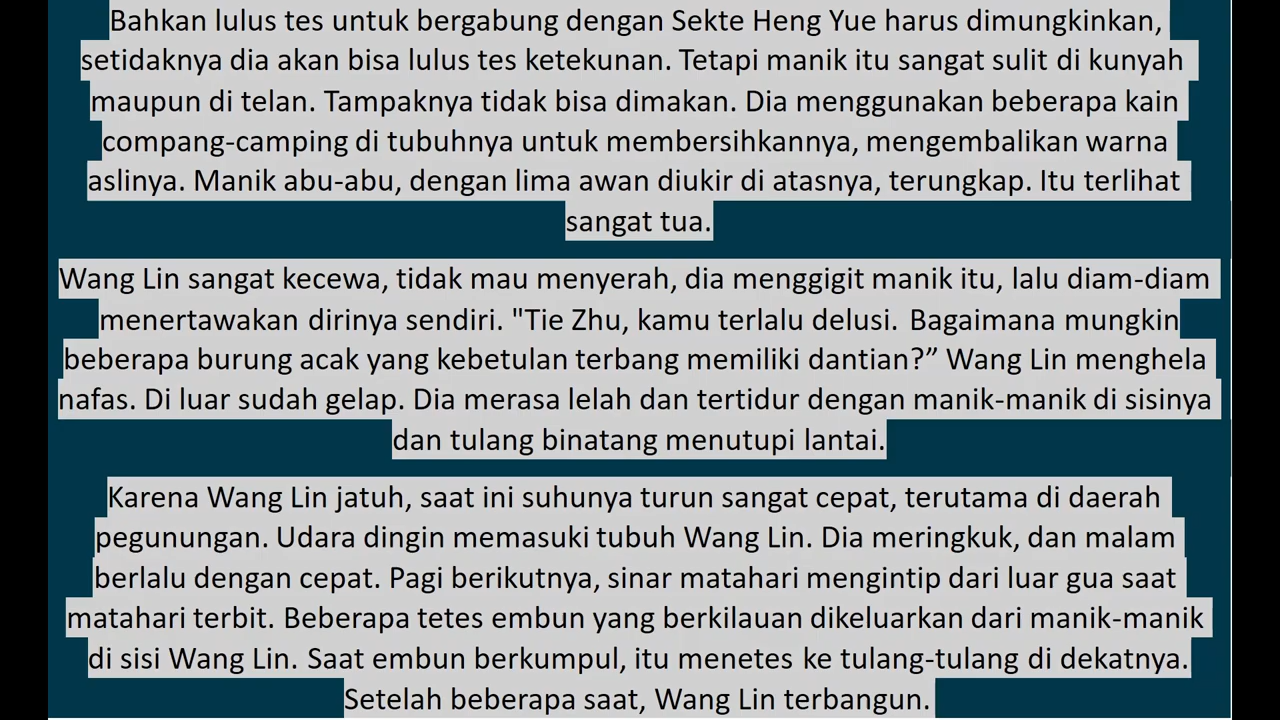 Bahkan lulus tes untuk bergabung dengan Sekte Heng Yue harus dimungkinkan,
setidaknya dia akan bisa lulus tes ketekunan. Tetapi manik itu sangat sulit di kunyah
maupun di telan. Tampaknya tidak bisa dimakan. Dia menggunakan beberapa kain
compang-camping di tubuhnya untuk membersihkannya, mengembalikan warna
aslinya. Manik abu-abu, dengan lima awan diukir di atasnya, terungkap. Itu terlihat
sangat tua.
Wang Lin sangat kecewa, tidak mau menyerah, dia menggigit manik itu, lalu diam-diam
menertawakan dirinya sendiri. "Tie Zhu, kamu terlalu delusi. Bagaimana mungkin
beberapa burung acak yang kebetulan terbang memiliki dantian?” Wang Lin menghela
nafas. Di luar sudah gelap. Dia merasa lelah dan tertidur dengan manik-manik di sisinya
dan tulang binatang menutupi lantai.
Karena Wang Lin jatuh, saat ini suhunya turun sangat cepat, terutama di daerah
pegunungan. Udara dingin memasuki tubuh Wang Lin. Dia meringkuk, dan malam
berlalu dengan cepat. Pagi berikutnya, sinar matahari mengintip dari luar gua saat
matahari terbit. Beberapa tetes embun yang berkilauan dikeluarkan dari manik-manik
di sisi Wang Lin. Saat embun berkumpul, itu menetes ke tulang-tulang di dekatnya.
Setelah beberapa saat, Wang Lin terbangun.